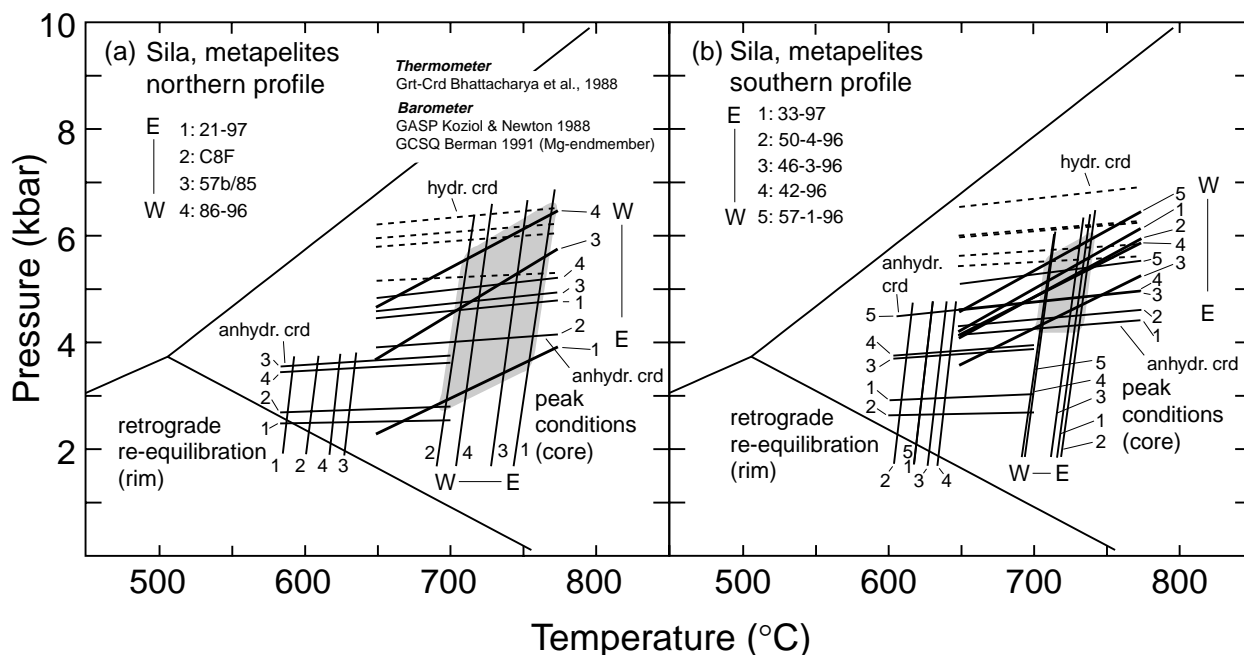 Pressure (kbar)
10
8
6
4
2
(a) Sila, metapelites
northern profile
E
W
1: 21-97
2: C8F
3: 57b/85
4: 86-96
Thermometer
Grt-Crd Bhattacharya et al., 1988
Barometer
GASP Koziol & Newton 1988
GCSQ Berman 1991 (Mg-endmember)
hydr. crd
4
3
4
3
1
2
1
W
E
anhydr. crd
3
4
2
1
anhydr. crd
retrograde
re-equilibration
(rim)
1
2
4
3
peak
conditions
(core)
2
4
3
1
W
E
500
600
700
800
(b) Sila, metapelites
southern profile
E
W
1: 33-97
2: 50-4-96
3: 46-3-96
4: 42-96
5: 57-1-96
5
1
2
4
3
4
3
2
1
W
E
anhydr.
crd
5
4
3
1
2
anhydr. crd
retrograde
re-equilibration
(rim)
2
5
1
3
4
peak
conditions
(core)
5
4
3
1
2
W
E
500
600
700
800
Temperature (°C)